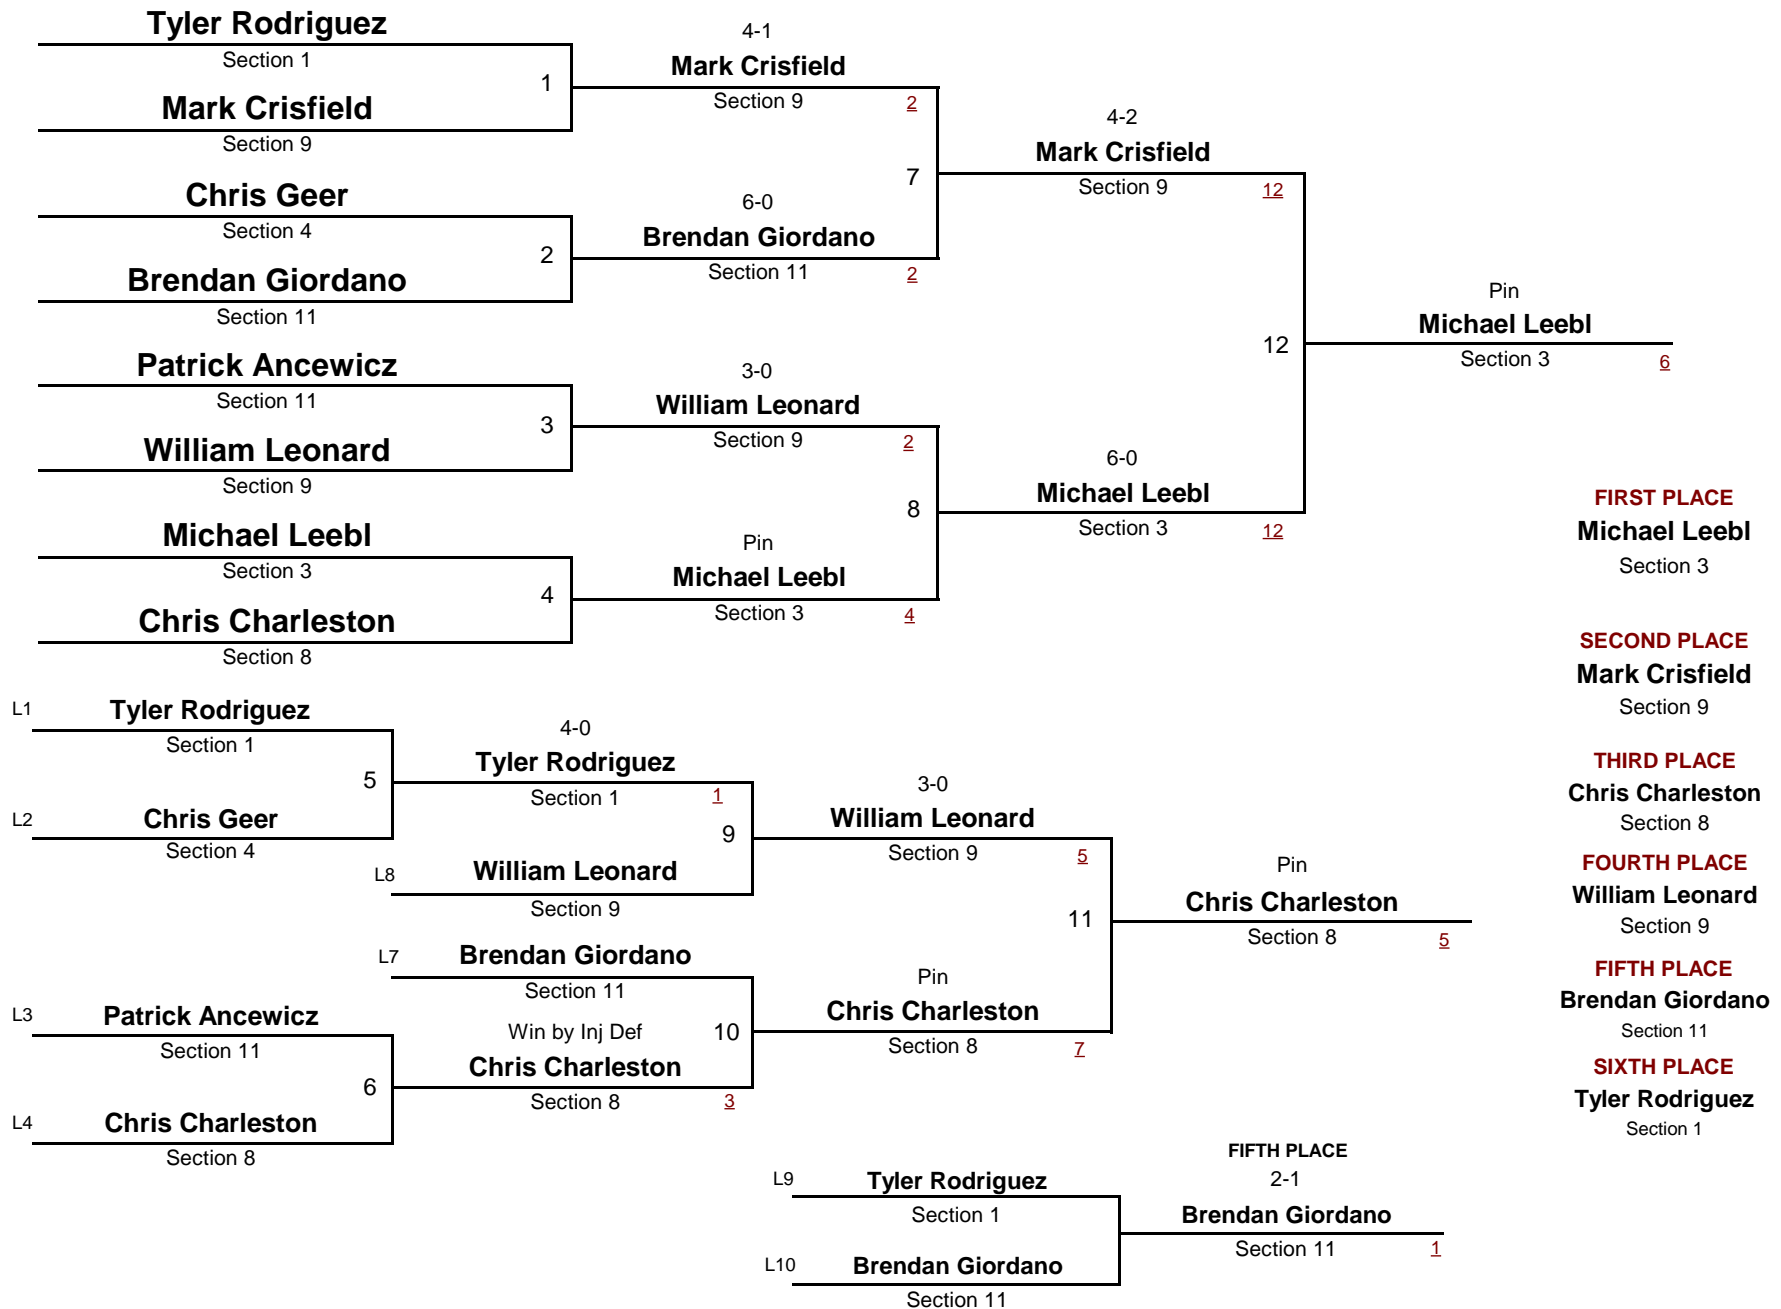 Tyler Rodriguez
Section 1
1
Mark Crisfield
Section 9
4-1
Mark Crisfield
Section 9
2
Chris Geer
Section 4
2
Brendan Giordano
Section 11
6-0
Brendan Giordano
Section 11
2
7
4-2
Mark Crisfield
Section 9
12
Patrick Ancewicz
Section 11
3
William Leonard
Section 9
3-0
William Leonard
Section 9
2
Michael Leebl
Section 3
4
Chris Charleston
Section 8
Pin
Michael Leebl
Section 3
4
8
6-0
Michael Leebl
Section 3
12
12
Pin
Michael Leebl
Section 3
6
FIRST PLACE
Michael Leebl
Section 3
SECOND PLACE
Mark Crisfield
Section 9
THIRD PLACE
Chris Charleston
Section 8
FOURTH PLACE
William Leonard
Section 9
FIFTH PLACE
Brendan Giordano
Section 11
SIXTH PLACE
Tyler Rodriguez
Section 1
L1
Tyler Rodriguez
Section 1
5
L2
Chris Geer
Section 4
4-0
Tyler Rodriguez
Section 1
1
9
L8
William Leonard
Section 9
3-0
William Leonard
Section 9
5
L7
Brendan Giordano
Section 11
L3
Patrick Ancewicz
Section 11
6
L4
Chris Charleston
Section 8
Win by Inj Def
10
Chris Charleston
Section 8
3
Pin
Chris Charleston
Section 8
7
11
Pin
Chris Charleston
Section 8
5
L9
Tyler Rodriguez
Section 1
L10
Brendan Giordano
Section 11
FIFTH PLACE
2-1
Brendan Giordano
Section 11
1